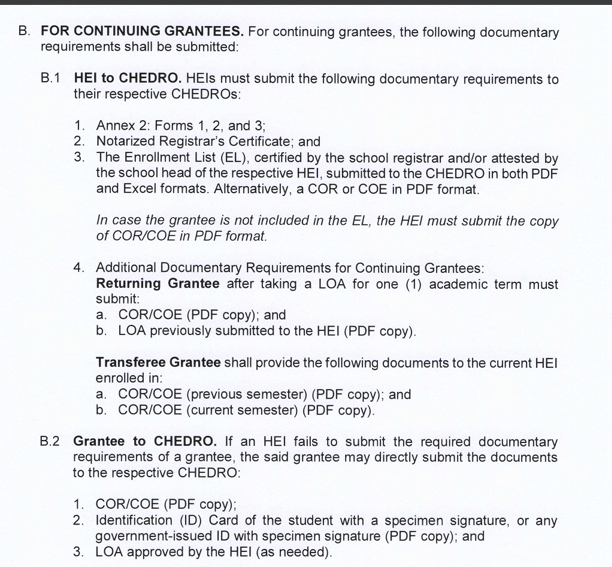 B. FOR CONTINUING GRANTEES. For continuing grantees, the following documentary
requirements shall be submitted:
B.1 HEI to CHEDRO. HEIs must submit the following documentary requirements to
their respective CHEDROs:
1. Annex 2: Forms 1, 2, and 3;
2. Notarized Registrar's Certificate; and
3. The Enrollment List (EL), certified by the school registrar and/or attested by
the school head of the respective HEI, submitted to the CHEDRO in both PDF
and Excel formats. Alternatively, a COR or COE in PDF format.
In case the grantee is not included in the EL, the HEI must submit the copy
of COR/COE in PDF format.
4. Additional Documentary Requirements for Continuing Grantees:
Returning Grantee after taking a LOA for one (1) academic term must
submit:
a. COR/COE (PDF copy); and
b. LOA previously submitted to the HEI (PDF copy).
Transferee Grantee shall provide the following documents to the current HEI
enrolled in:
a. COR/COE (previous semester) (PDF copy); and
b. COR/COE (current semester) (PDF copy).
B.2 Grantee to CHEDRO. If an HEI fails to submit the required documentary
requirements of a grantee, the said grantee may directly submit the documents
to the respective CHEDRO:
1. COR/COE (PDF copy);
2. Identification (ID) Card of the student with a specimen signature, or any
government-issued ID with specimen signature (PDF copy); and
3. LOA approved by the HEI (as needed).